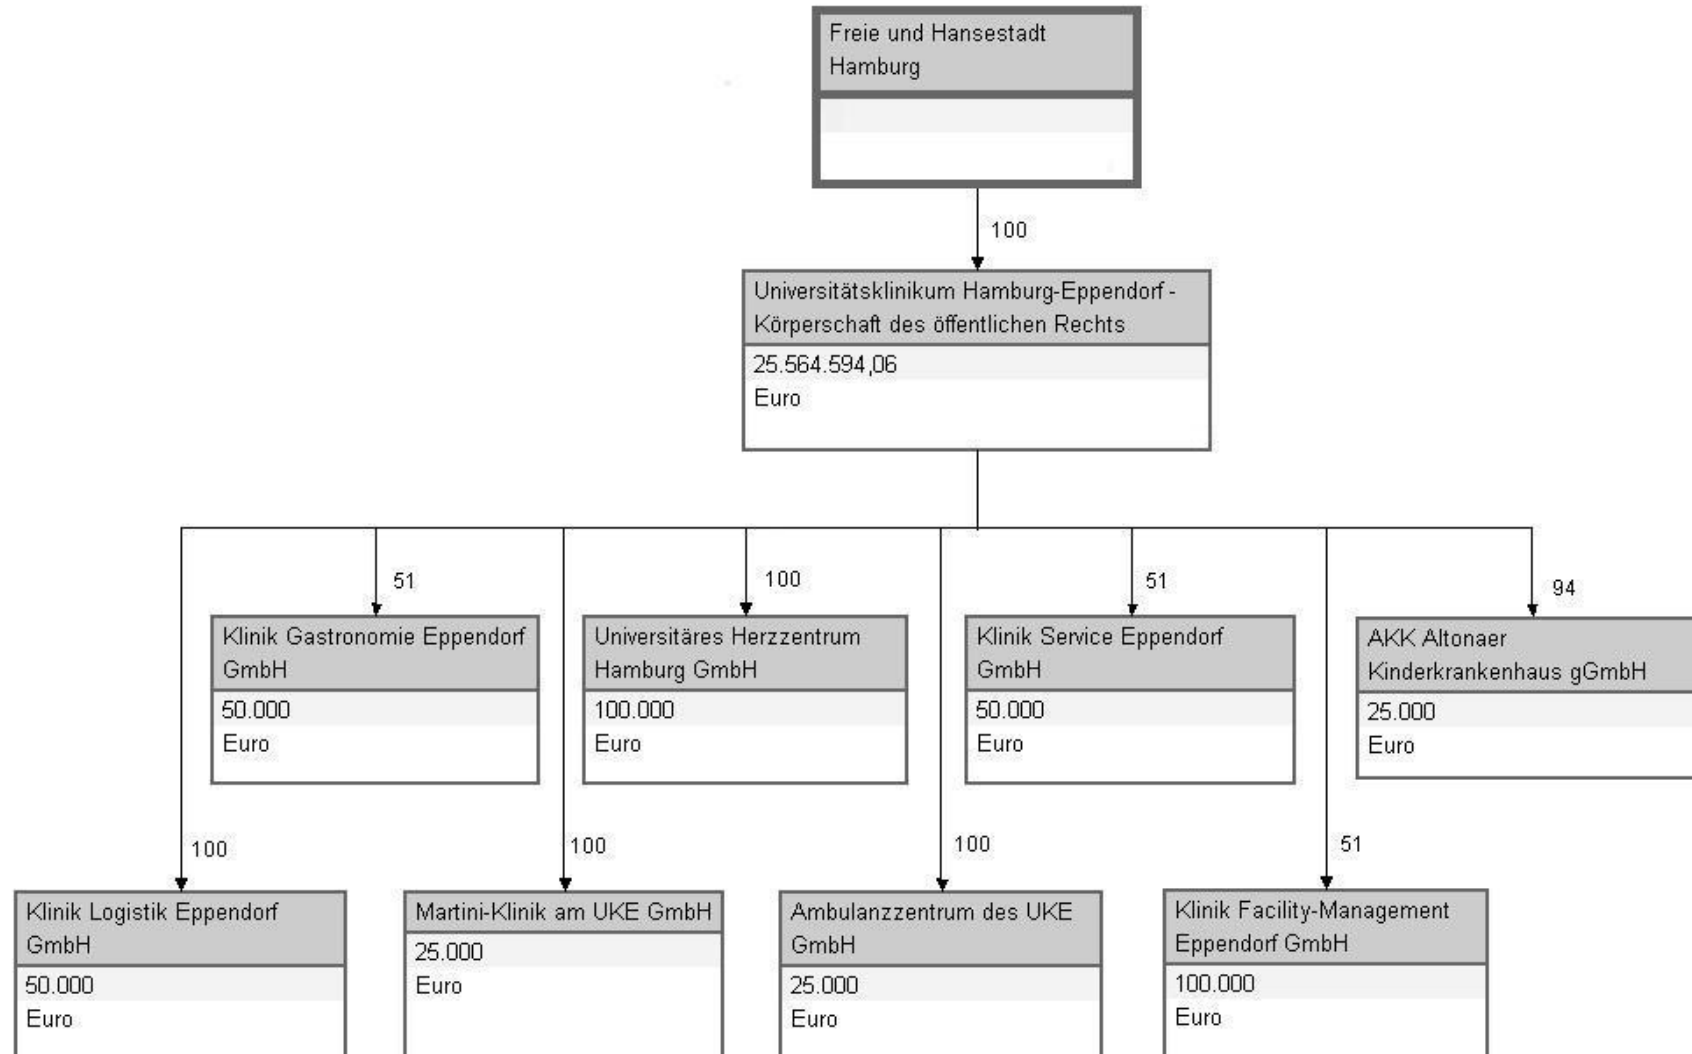 Freie und Hansestadt
Hamburg
100
Universitätsklinikum Hamburg-Eppendorf -
Körperschaft des öffentlichen Rechts
25.564.594,06
Euro
51
Klinik Gastronomie Eppendorf
GmbH
50.000
Euro
100
Universitäres Herzzentrum
Hamburg GmbH
100.000
Euro
51
Klinik Service Eppendorf
GmbH
50.000
Euro
94
AKK Altonaer
Kinderkrankenhaus gGmbH
25.000
Euro
100
Klinik Logistik Eppendorf
GmbH
50.000
Euro
100
Martini-Klinik am UKE GmbH
25.000
Euro
100
Ambulanzzentrum des UKE
GmbH
25.000
Euro
51
Klinik Facility-Management
Eppendorf GmbH
100.000
Euro